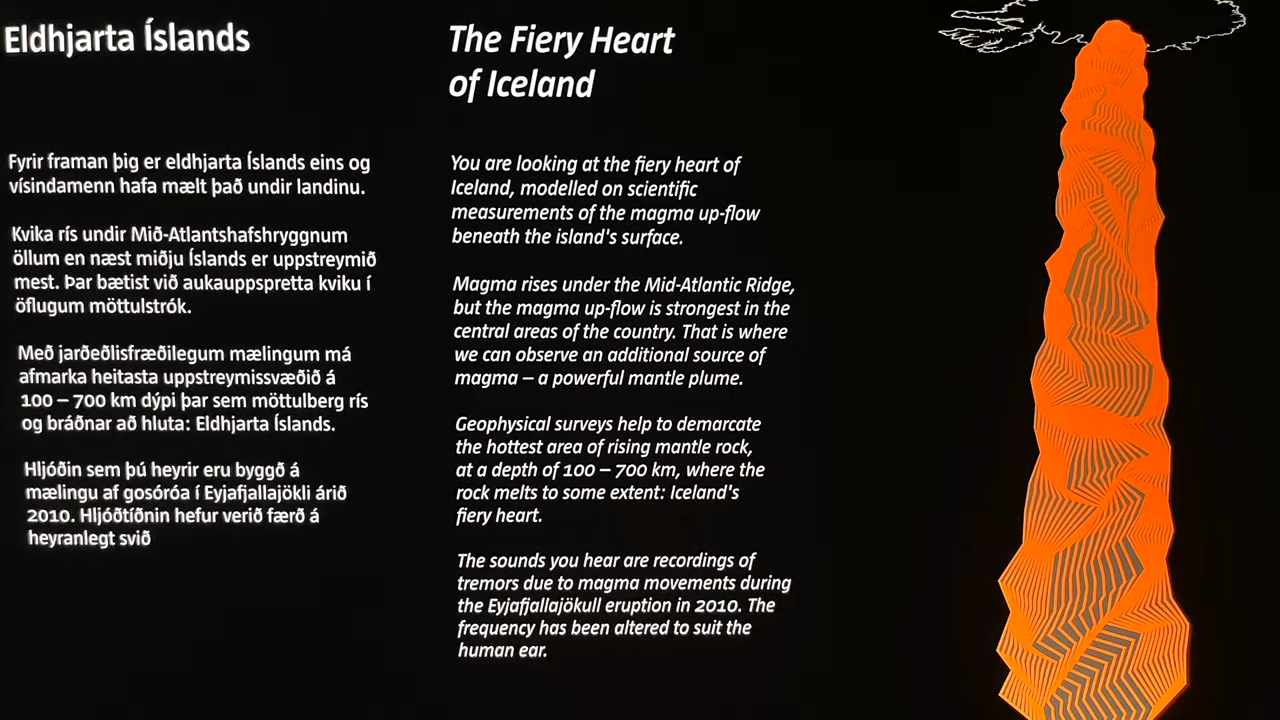 Eldhjarta Íslands
Fyrir framan þig er eldhjarta Íslands eins og
vísindamenn hafa mælt það undir landinu.
Kvika rís undir Mið-Atlantshafshryggnum
öllum en næst miðju Íslands er uppstreymið
mest. Þar bætist við aukauppspretta kviku í
öflugum möttulstrók.
Með jarðeðlisfræðilegum mælingum má
afmarka heitasta uppstreymissvæðið á
100 – 700 km dýpi þar sem möttulberg rís
og bráðnar að hluta: Eldhjarta Íslands.
Hljóðin sem þú heyrir eru byggð á
mælingu af gosóróa í Eyjafjallajökli árið
2010. Hljóðtíðnin hefur verið færð á
heyranlegt svið
The Fiery Heart
of Iceland
You are looking at the fiery heart of
Iceland, modelled on scientific
measurements of the magma up-flow
beneath the island's surface.
Magma rises under the Mid-Atlantic Ridge,
but the magma up-flow is strongest in the
central areas of the country. That is where
we can observe an additional source of
magma – a powerful mantle plume.
Geophysical surveys help to demarcate
the hottest area of rising mantle rock,
at a depth of 100 – 700 km, where the
rock melts to some extent: Iceland's
fiery heart.
The sounds you hear are recordings of
tremors due to magma movements during
the Eyjafjallajökull eruption in 2010. The
frequency has been altered to suit the
human ear.